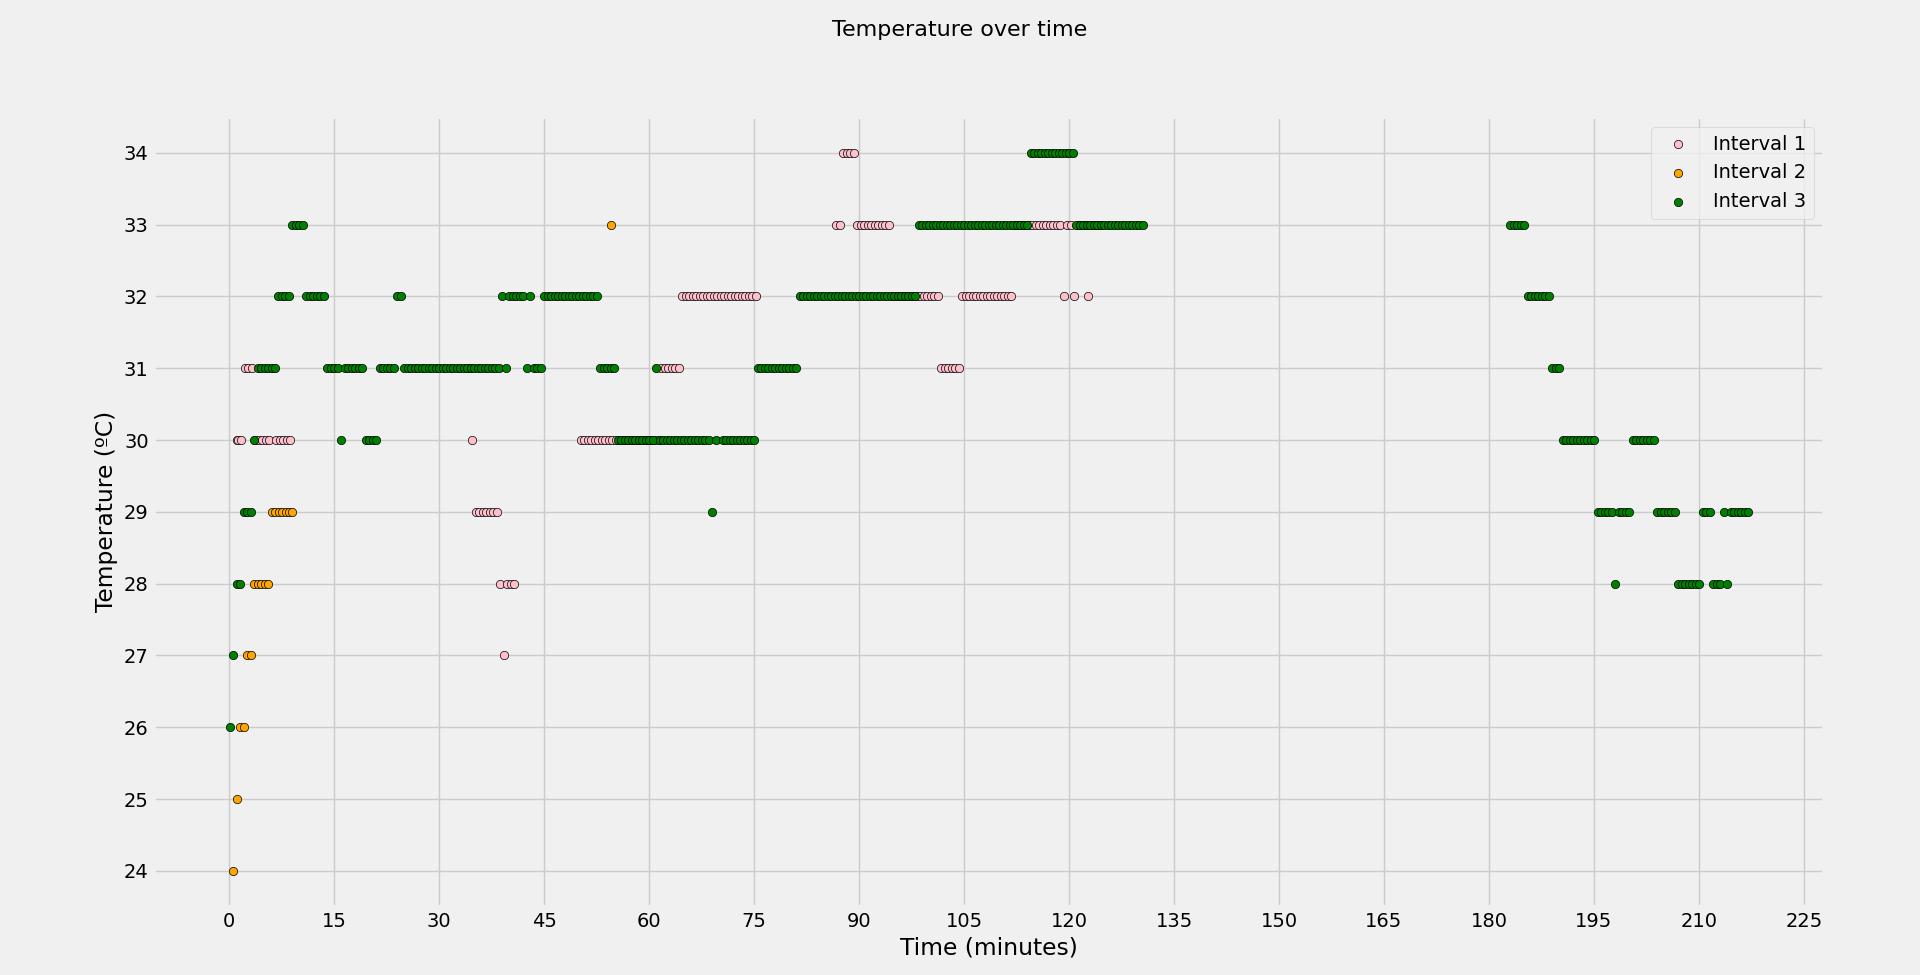 Temperature over time
Interval 1
Interval 2
Interval 3
34
33
32
31
30
29
28
27
26
25
24
Temperature (ºC)
0 15 30 45 60 75 90 105 120 135 150 165 180 195 210 225
Time (minutes)